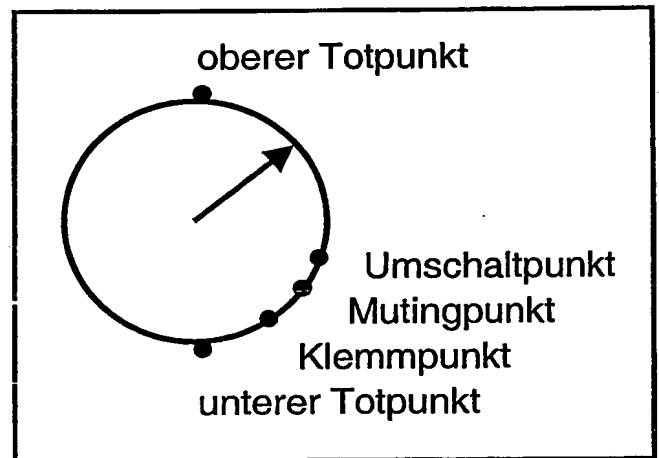 oberer Totpunkt
Umschaltpunkt
Mutingpunkt
Klemmpunkt
unterer Totpunkt